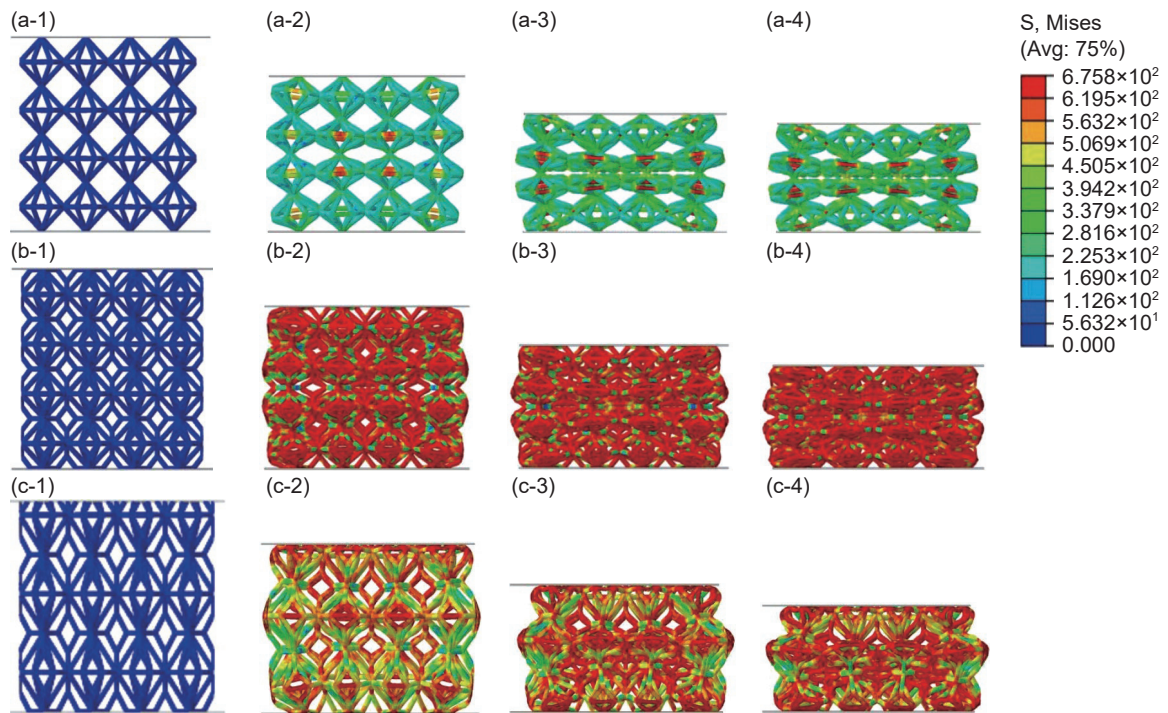 (a-1)
(a-2)
(a-3)
(a-4)
S, Mises
(Avg: 75%)
6.758×10²
6.195×10²
5.632×10²
5.069×10²
4.505×10²
3.942×10²
3.379×10²
2.816×10²
2.253×10²
1.690×10²
1.126×10²
5.632×10¹
0.000
(b-1)
(b-2)
(b-3)
(b-4)
(c-1)
(c-2)
(c-3)
(c-4)